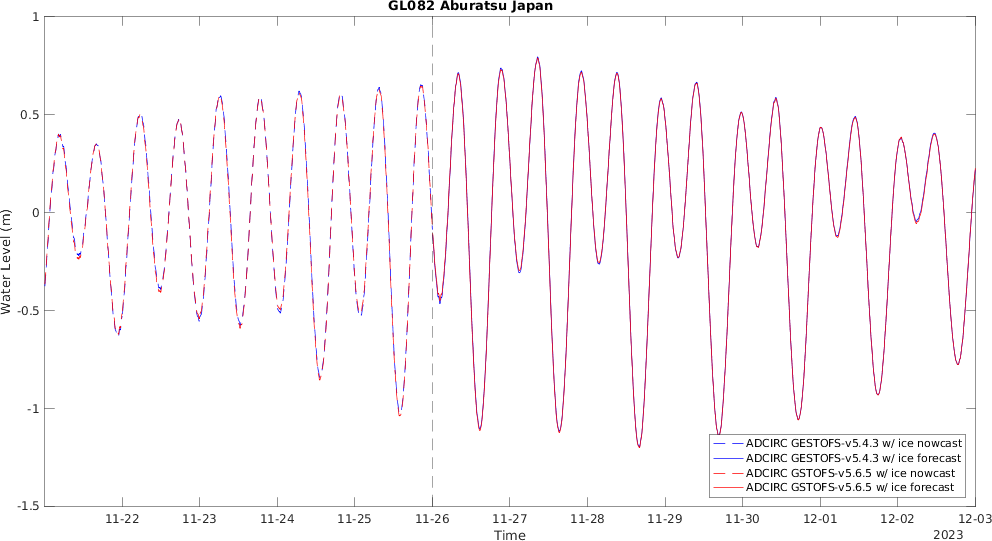 GL082 Aburatsu Japan
1
0.5
0
-0.5
-1
-1.5
Water Level (m)
ADCIRC GESTOFS-v5.4.3 w/ ice nowcast
ADCIRC GESTOFS-v5.4.3 w/ ice forecast
ADCIRC GSTOFS-v5.6.5 w/ ice nowcast
ADCIRC GSTOFS-v5.6.5 w/ ice forecast
11-22 11-23 11-24 11-25 11-26 11-27 11-28 11-29 11-30 12-01 12-02 12-03
Time
2023